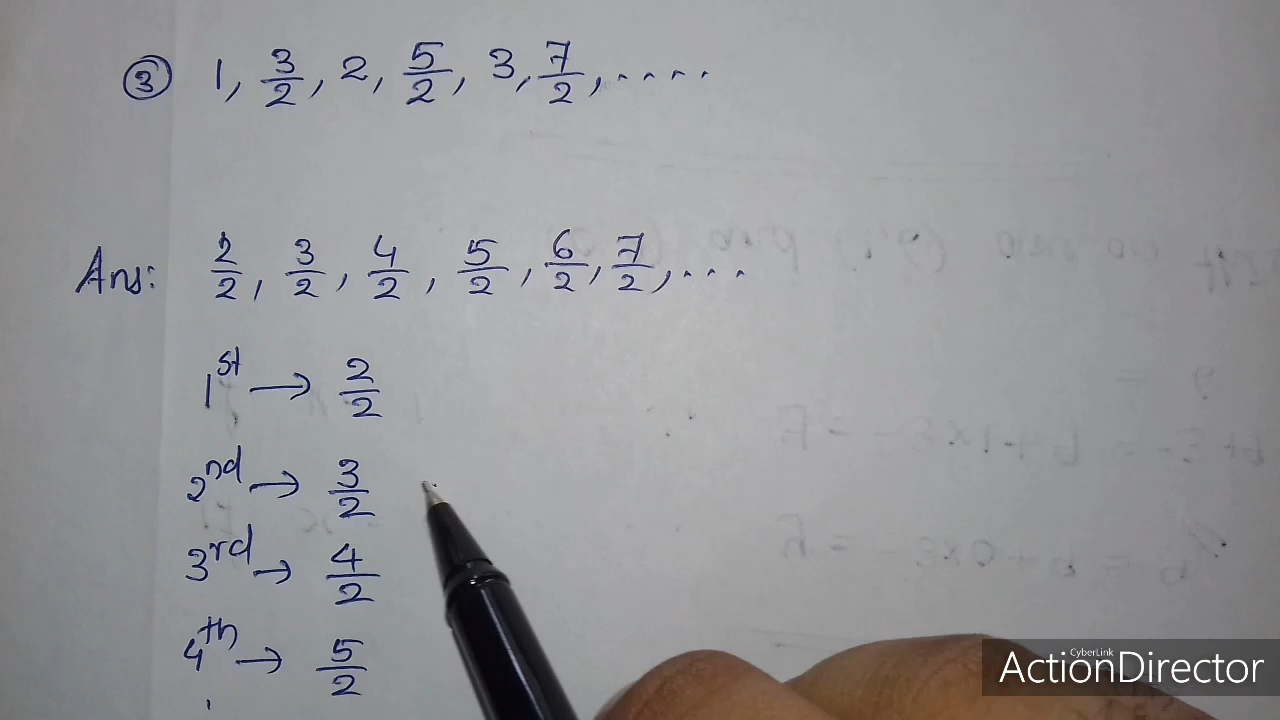 ③ 1, 3/2, 2, 5/2, 3, 7/2, ....
Ans: 2/2, 3/2, 4/2, 5/2, 6/2, 7/2, ...
1st → 2/2
2nd → 3/2
3rd → 4/2
4th → 5/2
CyberLink
ActionDirector